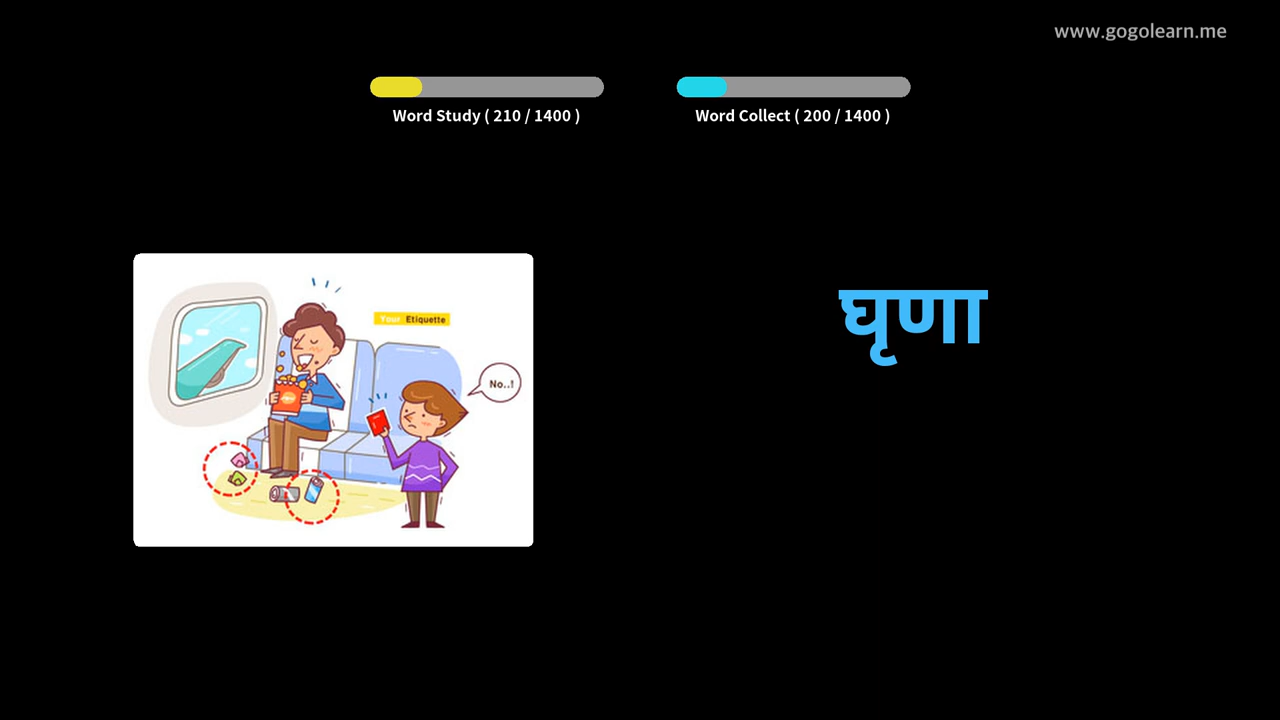 www.gogolearn.me
Word Study ( 210 / 1400 )
Word Collect ( 200 / 1400 )
Your Etiquette
No..!
घृणा